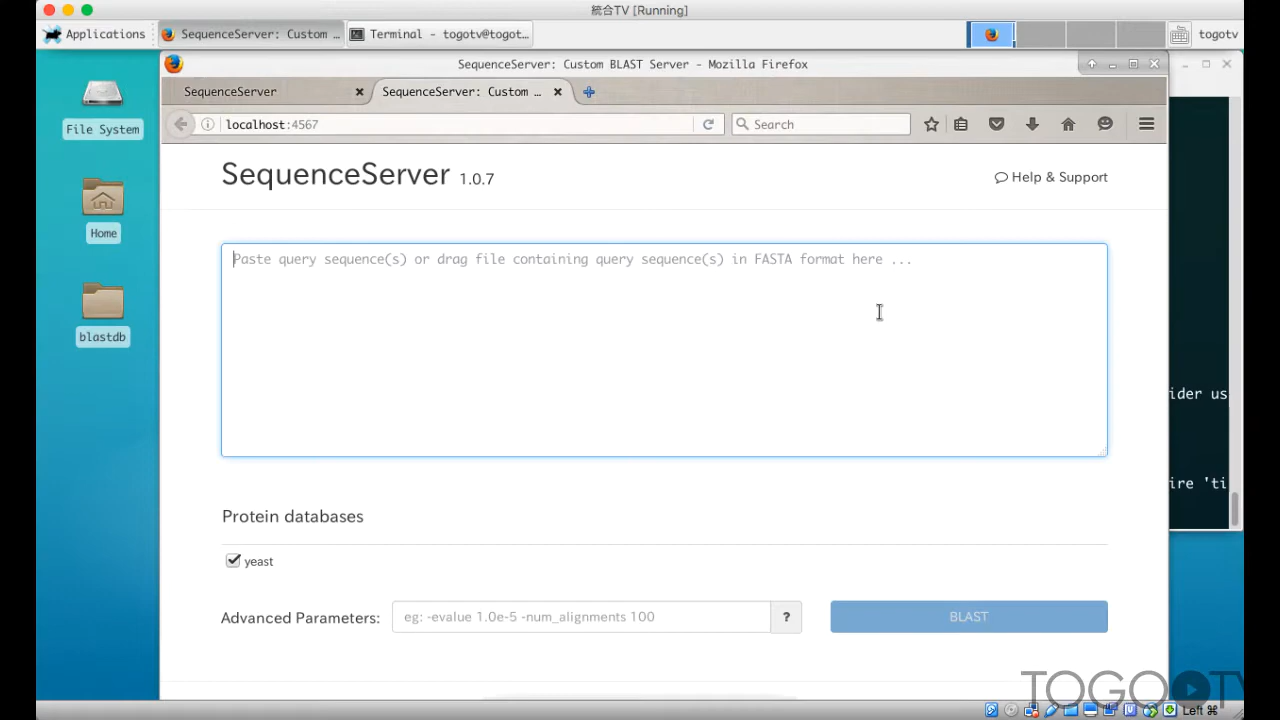 統合TV [Running]
Applications
SequenceServer: Custom ...
Terminal - togotv@togot...
togotv
SequenceServer: Custom BLAST Server - Mozilla Firefox
SequenceServer
SequenceServer: Custom ...
localhost:4567
Search
File System
Home
blastdb
SequenceServer 1.0.7
Help & Support
Paste query sequence(s) or drag file containing query sequence(s) in FASTA format here ...
ider us
ire 'ti
Protein databases
yeast
Advanced Parameters:
eg: -evalue 1.0e-5 -num_alignments 100
?
BLAST
TOGOTV
Left ⌘